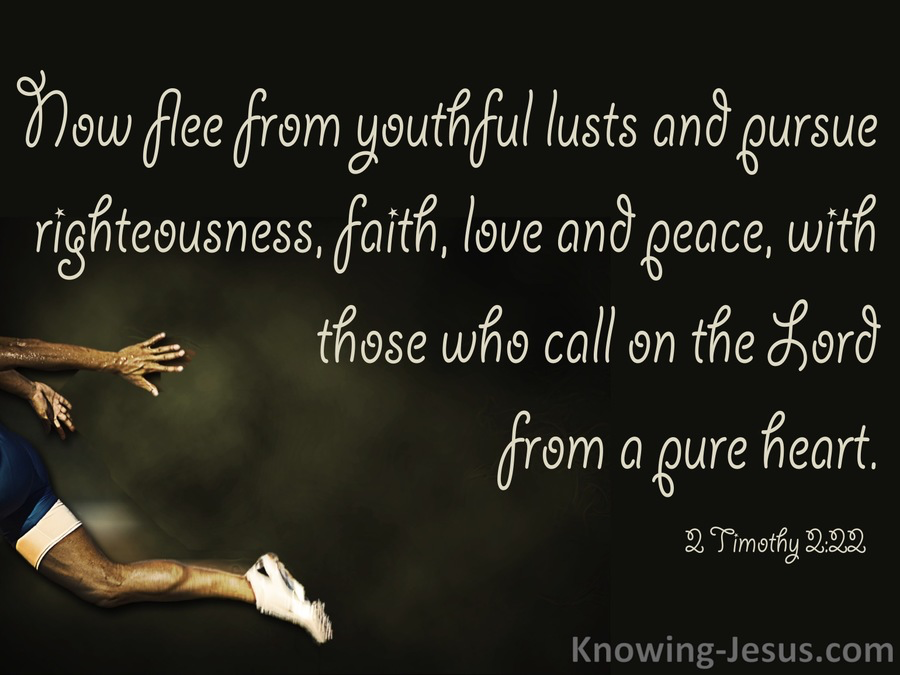 Now flee from youthful lusts and pursue
righteousness, faith, love and peace, with
those who call on the Lord
from a pure heart.
2 Timothy 2:22
Knowing-Jesus.com